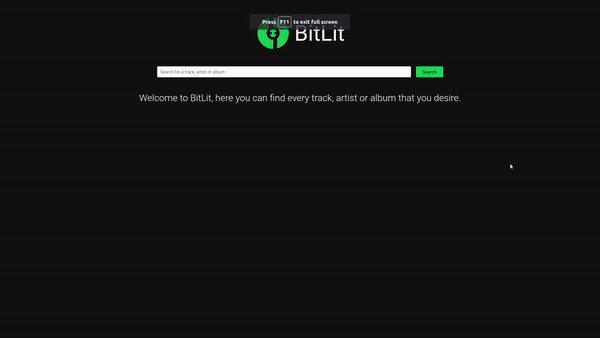 Press F11 to exit full screen
BitLit
Search for a track, artist or album
Search
Welcome to BitLit, here you can find every track, artist or album that you desire.